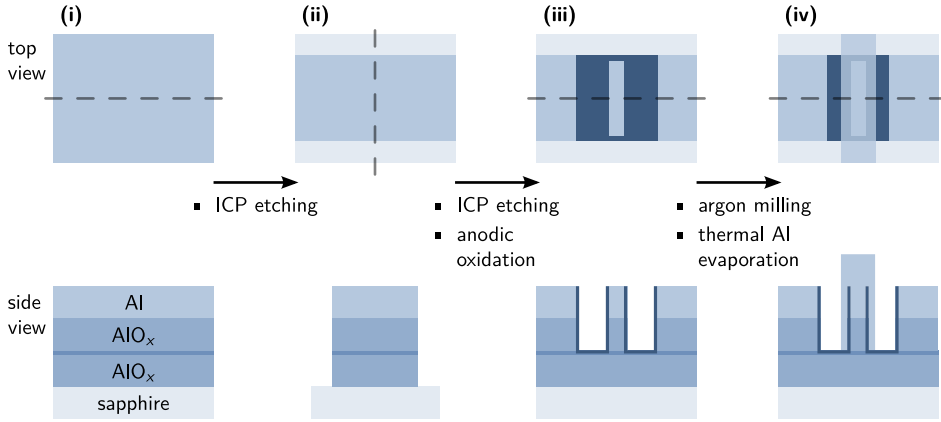 (i)
(ii)
(iii)
(iv)
top
view
ICP etching
ICP etching
anodic
oxidation
argon milling
thermal Al
evaporation
side
view
Al
AlOₓ
AlOₓ
sapphire